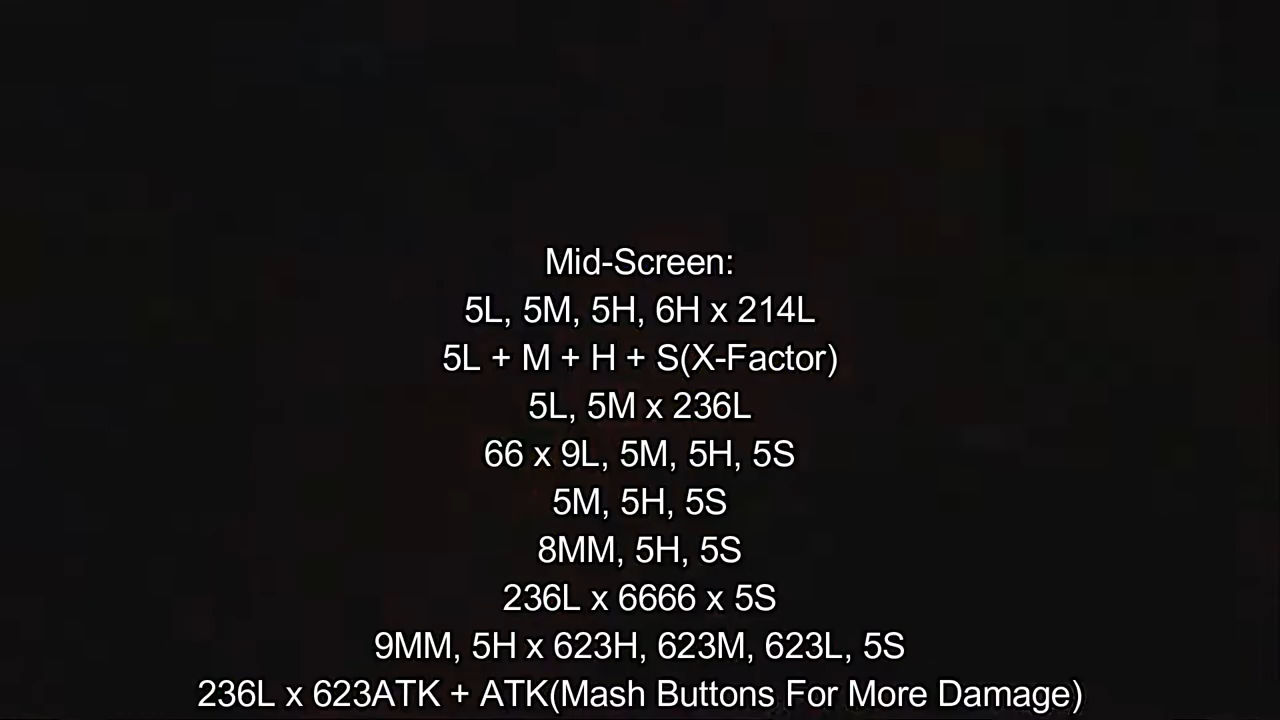 Mid-Screen:
5L, 5M, 5H, 6H x 214L
5L + M + H + S(X-Factor)
5L, 5M x 236L
66 x 9L, 5M, 5H, 5S
5M, 5H, 5S
8MM, 5H, 5S
236L x 6666 x 5S
9MM, 5H x 623H, 623M, 623L, 5S
236L x 623ATK + ATK(Mash Buttons For More Damage)